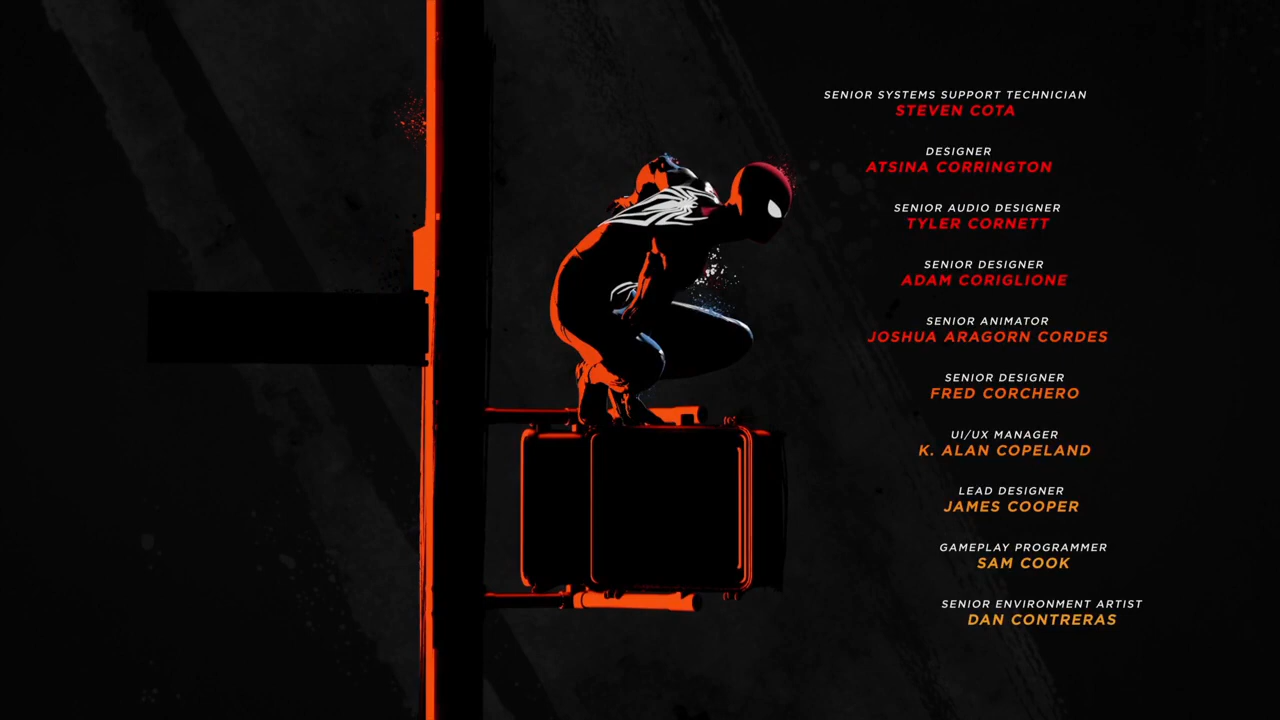 SENIOR SYSTEMS SUPPORT TECHNICIAN
STEVEN COTA
DESIGNER
ATSINA CORRINGTON
SENIOR AUDIO DESIGNER
TYLER CORNETT
SENIOR DESIGNER
ADAM CORIGLIONE
SENIOR ANIMATOR
JOSHUA ARAGORN CORDES
SENIOR DESIGNER
FRED CORCHERO
UI/UX MANAGER
K. ALAN COPELAND
LEAD DESIGNER
JAMES COOPER
GAMEPLAY PROGRAMMER
SAM COOK
SENIOR ENVIRONMENT ARTIST
DAN CONTRERAS